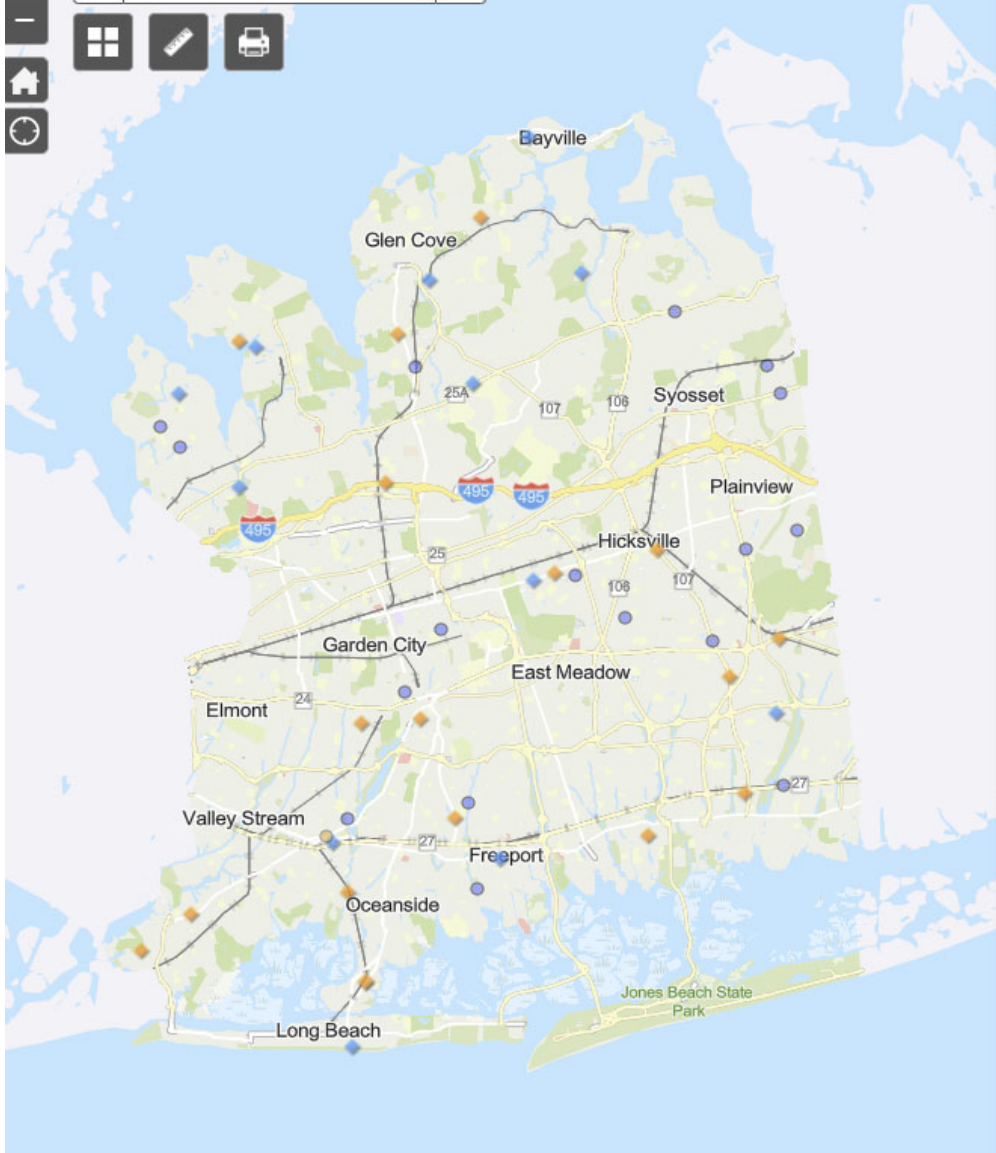 Bayville
Glen Cove
25A
107
106
Syosset
495
495
Plainview
495
25
Hicksville
106
107
Garden City
East Meadow
24
Elmont
27
Valley Stream
27
Freeport
Oceanside
Jones Beach State
Park
Long Beach